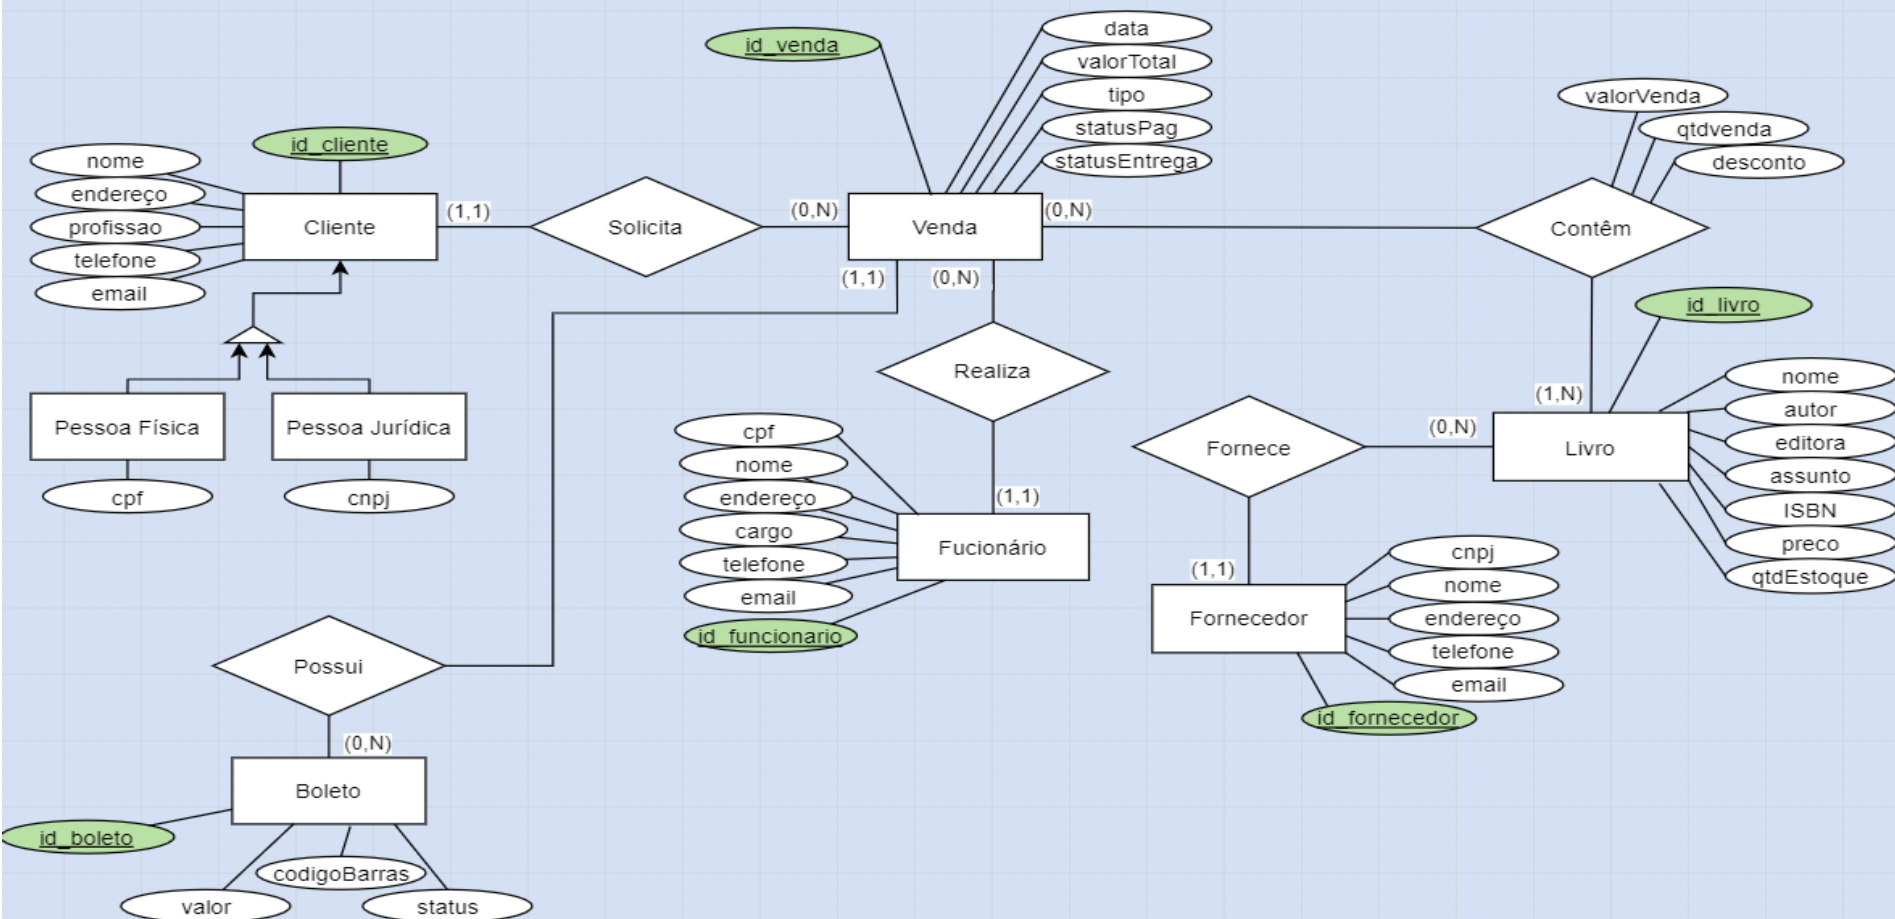 id_venda
data
valorTotal
tipo
statusPag
statusEntrega
valorVenda
qtdvenda
desconto
id_cliente
nome
endereço
profissao
telefone
email
Cliente
(1,1)
Solicita
(0,N)
Venda
(0,N)
Contêm
(1,1)
(0,N)
id_livro
Realiza
Pessoa Física
Pessoa Jurídica
cpf
cnpj
(1,N)
nome
autor
editora
assunto
ISBN
preco
qtdEstoque
Fornece
(0,N)
Livro
cpf
nome
endereço
cargo
telefone
email
id_funcionario
(1,1)
Fucionário
(1,1)
Fornecedor
cnpj
nome
endereço
telefone
email
id_fornecedor
Possui
(0,N)
Boleto
id_boleto
codigoBarras
valor
status